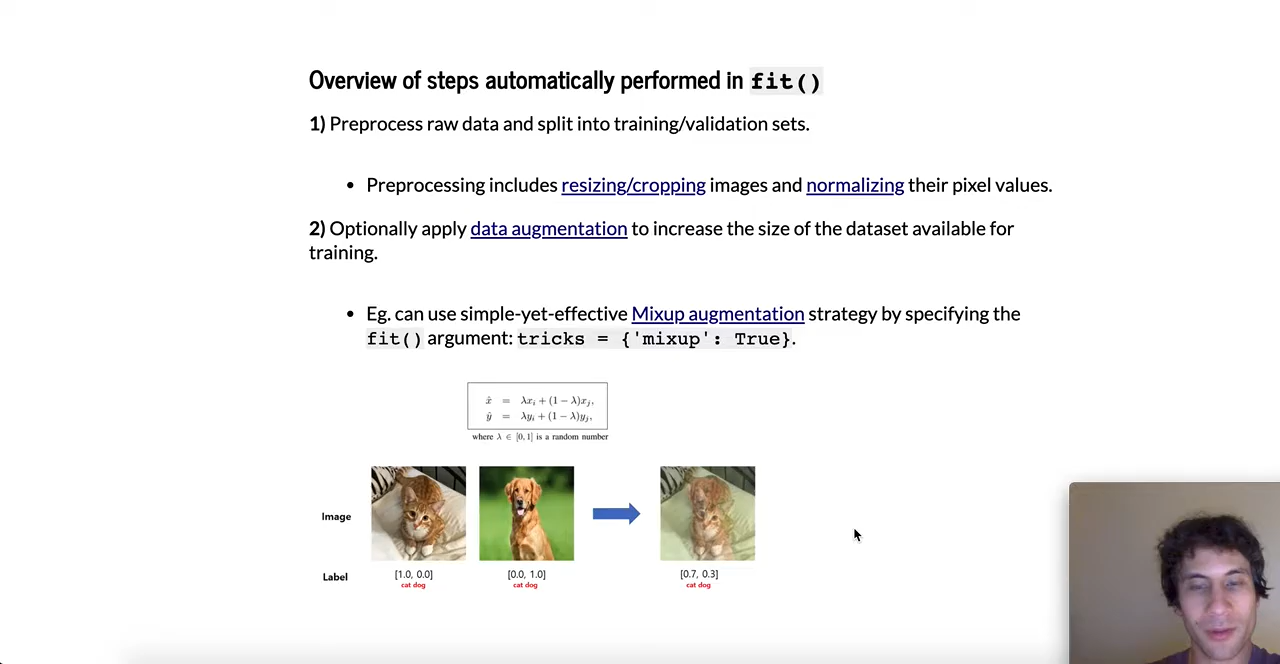 Overview of steps automatically performed in fit()
1) Preprocess raw data and split into training/validation sets.
• Preprocessing includes resizing/cropping images and normalizing their pixel values.
2) Optionally apply data augmentation to increase the size of the dataset available for
training.
• Eg. can use simple-yet-effective Mixup augmentation strategy by specifying the
fit() argument: tricks = {'mixup': True}.
x̂ = λxᵢ + (1 − λ)xⱼ,
ŷ = λyᵢ + (1 − λ)yⱼ,
where λ ∈ [0, 1] is a random number
Image
Label [1.0, 0.0] [0.0, 1.0] [0.7, 0.3]
cat dog cat dog cat dog